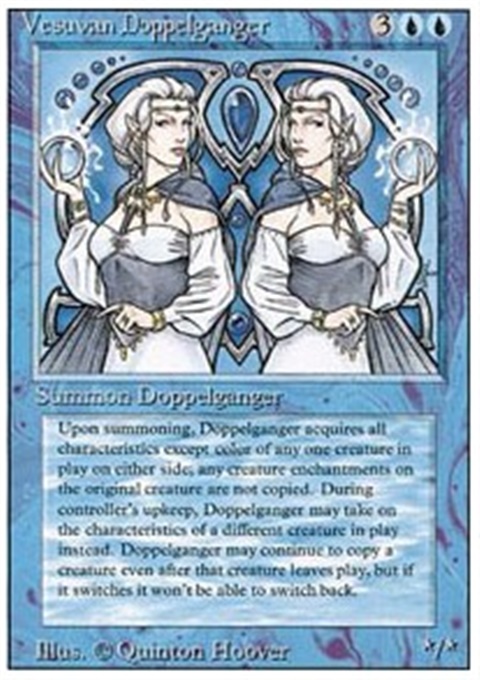 Vesuvan Doppelganger 3
Summon Doppelganger
Upon summoning, Doppelganger acquires all
characteristics except color of any one creature in
play on either side; any creature enchantments on
the original creature are not copied. During
controller's upkeep, Doppelganger may take on
the characteristics of a different creature in play
instead. Doppelganger may continue to copy a
creature even after that creature leaves play, but if
it switches it won't be able to switch back.
Illus. © Quinton Hoover */*